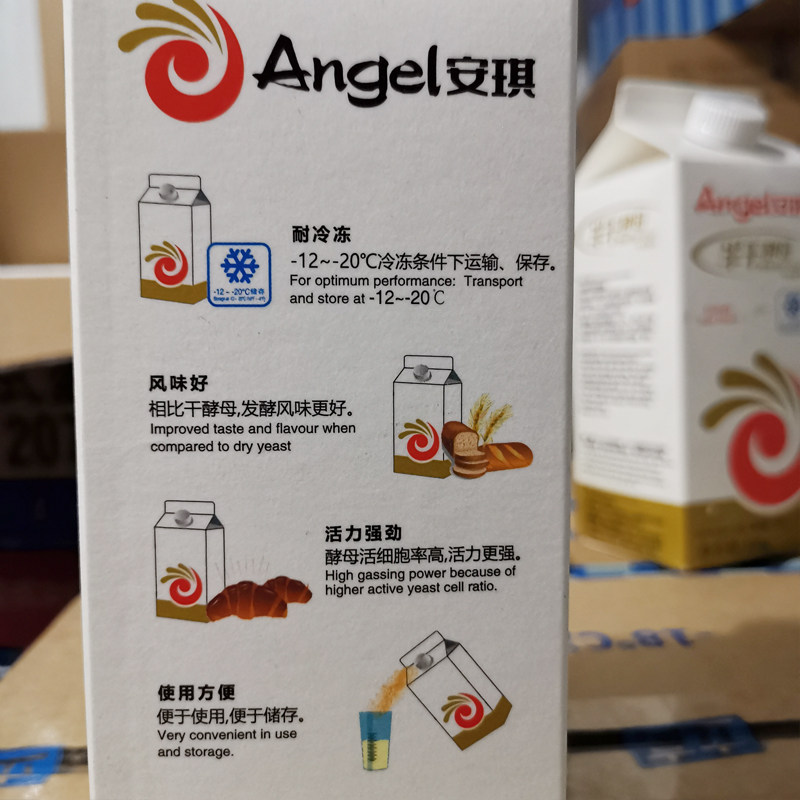 Angel安琪
耐冷冻
-12~-20℃冷冻条件下运输、保存。
For optimum performance: Transport
and store at -12~-20℃
-12~-20℃储存
风味好
相比干酵母,发酵风味更好。
Improved taste and flavour when
compared to dry yeast
活力强劲
酵母活细胞率高,活力更强。
High gassing power because of
higher active yeast cell ratio.
使用方便
便于使用,便于储存。
Very convenient in use
and storage.
Angel
-18°C